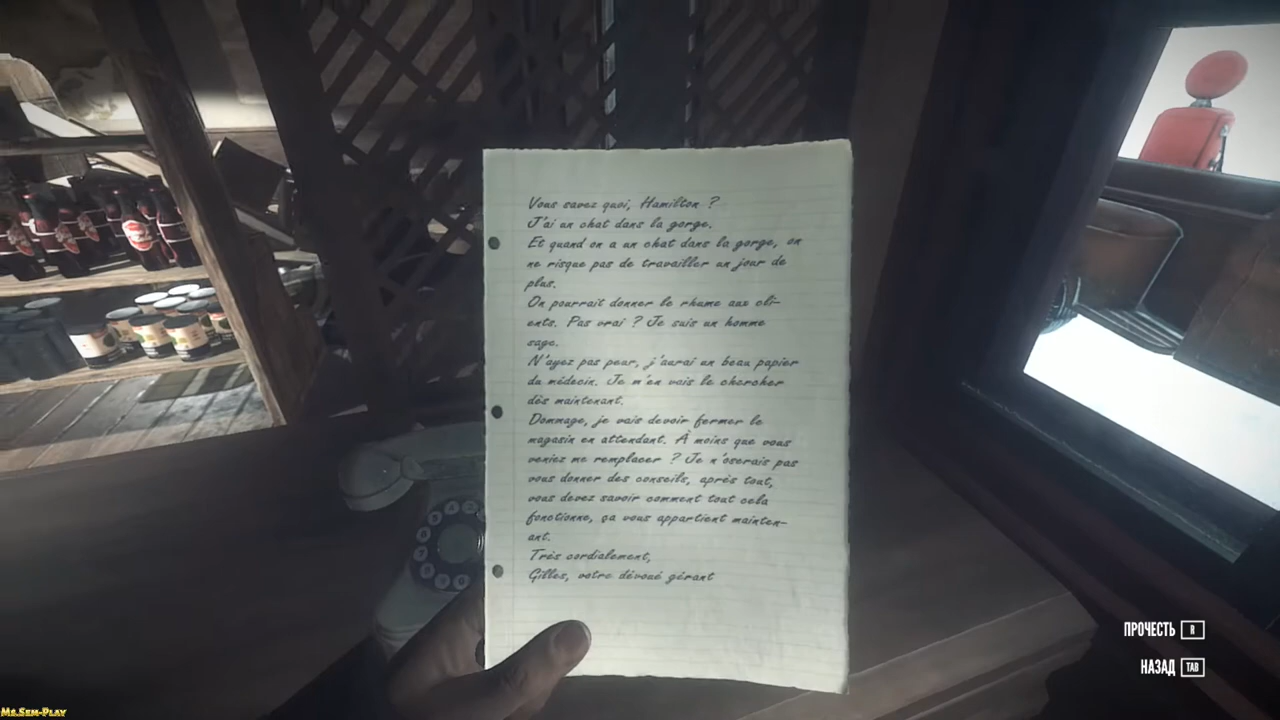 Vous savez quoi, Hamilton ?
J'ai un chat dans la gorge.
Et quand on a un chat dans la gorge, on
ne risque pas de travailler un jour de
plus.
On pourrait donner le rhume aux cli-
ents. Pas vrai ? Je suis un homme
sage.
N'ayez pas peur, j'aurai un beau papier
du médecin. Je m'en vais le chercher
dès maintenant.
Dommage, je vais devoir fermer le
magasin en attendant. À moins que vous
veniez me remplacer ? Je n'oserais pas
vous donner des conseils, après tout,
vous devez savoir comment tout cela
fonctionne, ça vous appartient mainten-
ant.
Très cordialement,
Gilles, votre dévoué gérant
ПРОЧЕСТЬ R
НАЗАД TAB
Ms.Sem-Play